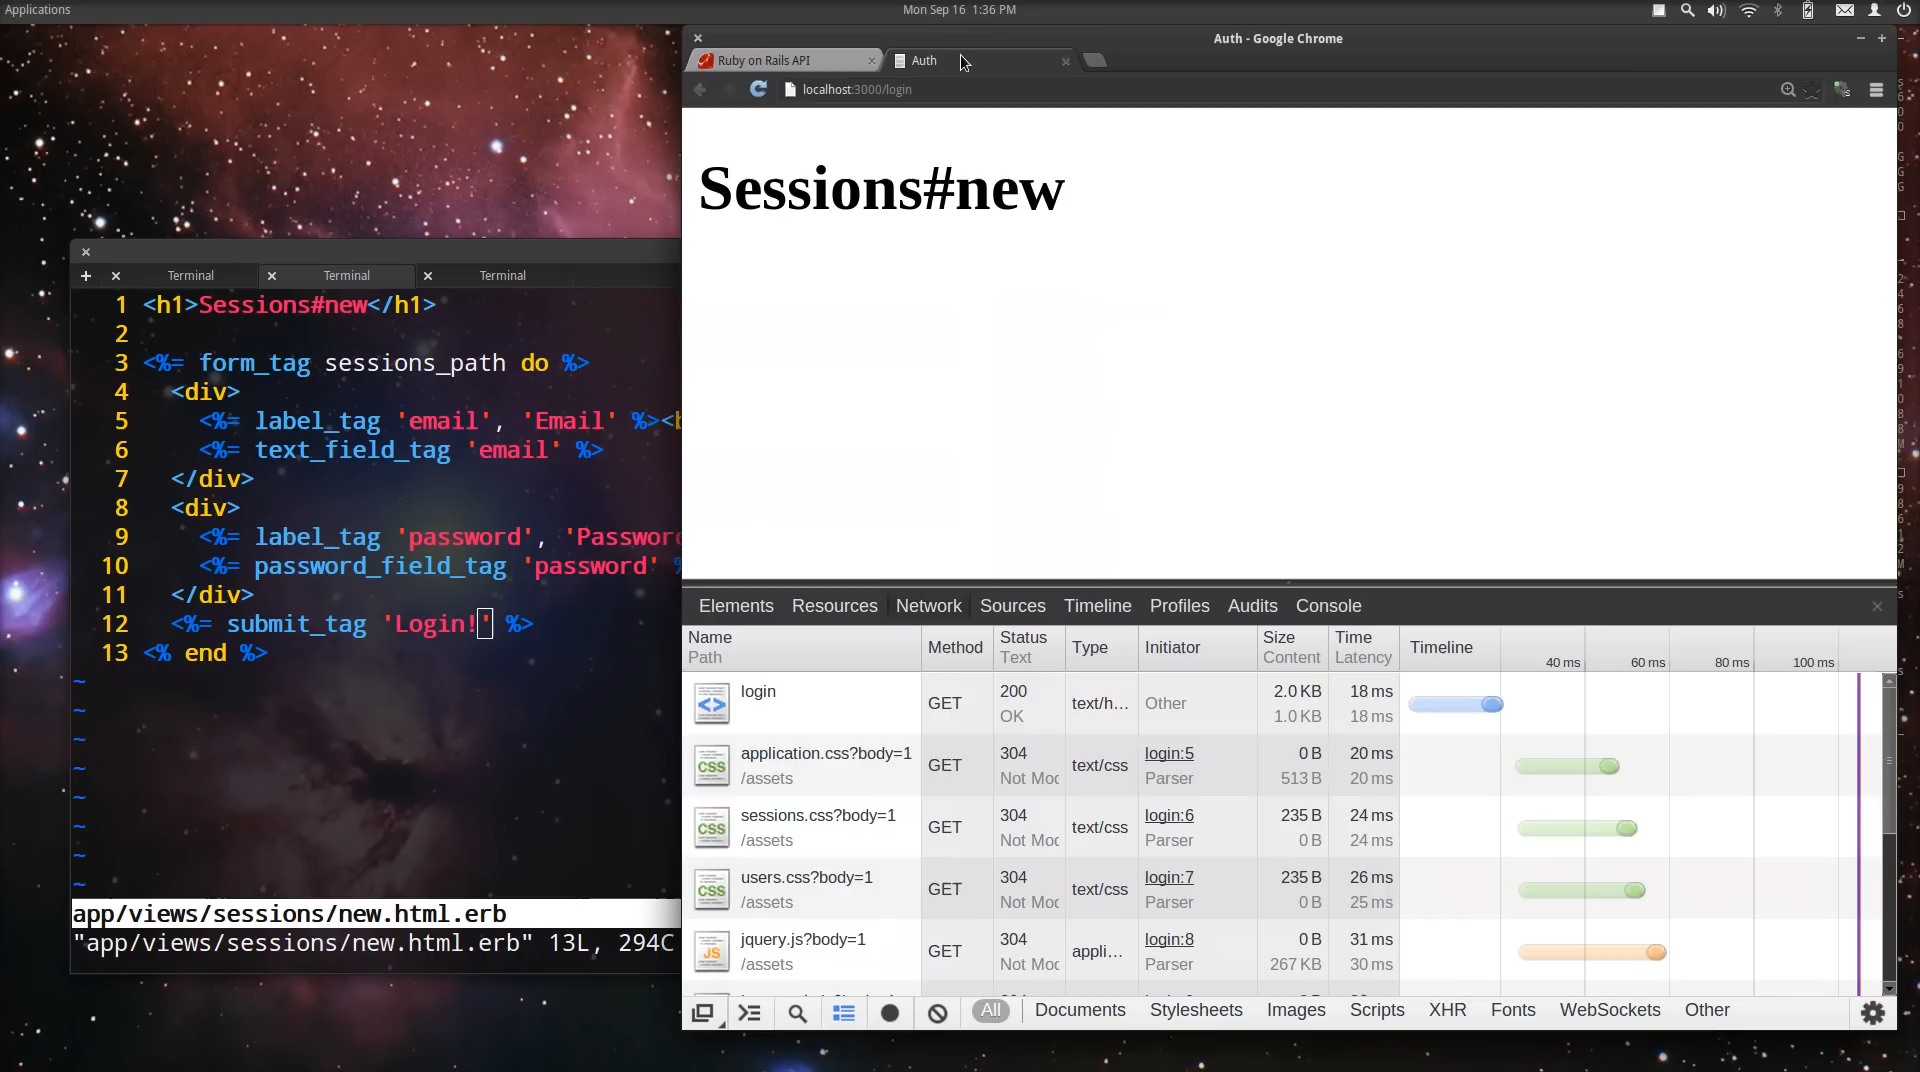 Applications
Mon Sep 16 1:36 PM
Auth - Google Chrome
Ruby on Rails API
Auth
localhost:3000/login
Sessions#new
Terminal
Terminal
Terminal
1 <h1>Sessions#new</h1>
2
3 <%= form_tag sessions_path do %>
4 <div>
5 <%= label_tag 'email', 'Email' %><b
6 <%= text_field_tag 'email' %>
7 </div>
8 <div>
9 <%= label_tag 'password', 'Password
10 <%= password_field_tag 'password' %
11 </div>
12 <%= submit_tag 'Login!' %>
13 <% end %>
~
~
~
~
~
~
~
~
app/views/sessions/new.html.erb
"app/views/sessions/new.html.erb" 13L, 294C
Elements Resources Network Sources Timeline Profiles Audits Console
Name Path Method Status Text Type Initiator Size Content Time Latency Timeline 40 ms 60 ms 80 ms 100 ms
login GET 200 OK text/h... Other 2.0 KB 1.0 KB 18 ms 18 ms
application.css?body=1 /assets GET 304 Not Moc text/css login:5 Parser 0 B 513 B 20 ms 20 ms
sessions.css?body=1 /assets GET 304 Not Moc text/css login:6 Parser 235 B 0 B 24 ms 24 ms
users.css?body=1 /assets GET 304 Not Moc text/css login:7 Parser 235 B 0 B 26 ms 25 ms
jquery.js?body=1 /assets GET 304 Not Moc appli... login:8 Parser 0 B 267 KB 31 ms 30 ms
All Documents Stylesheets Images Scripts XHR Fonts WebSockets Other